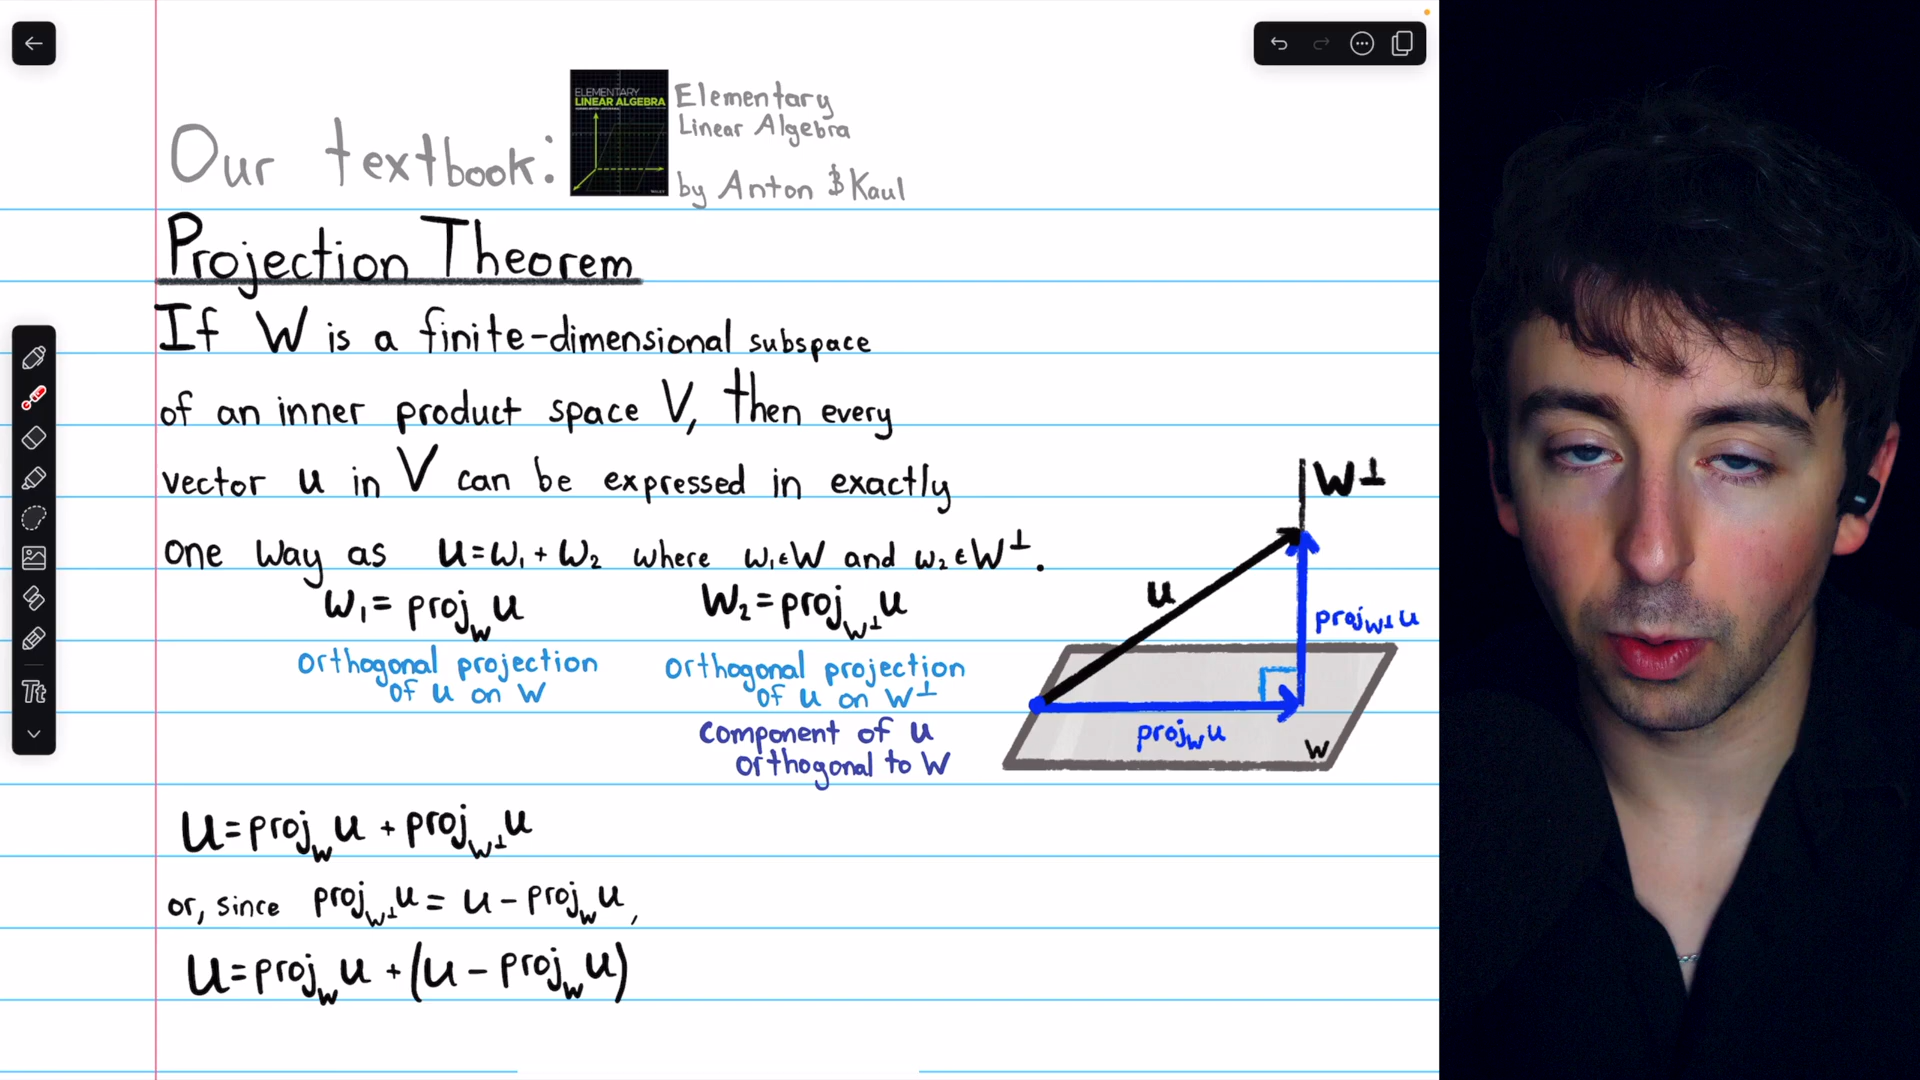 Our textbook:
ELEMENTARY
LINEAR ALGEBRA
Elementary
Linear Algebra
by Anton & Kaul
Projection Theorem
If W is a finite-dimensional subspace
of an inner product space V, then every
vector u in V can be expressed in exactly
one way as u=w₁+w₂ where w₁∈W and w₂∈W⊥.
w₁= proj_W u
W₂=proj_W⊥ u
orthogonal projection
of u on W
orthogonal projection
of u on W⊥
component of u
orthogonal to W
W⊥
u
proj_W⊥ u
proj_W u
W
u=proj_W u + proj_W⊥ u
or, since proj_W⊥ u = u - proj_W u,
u=proj_W u + (u - proj_W u)
Tt